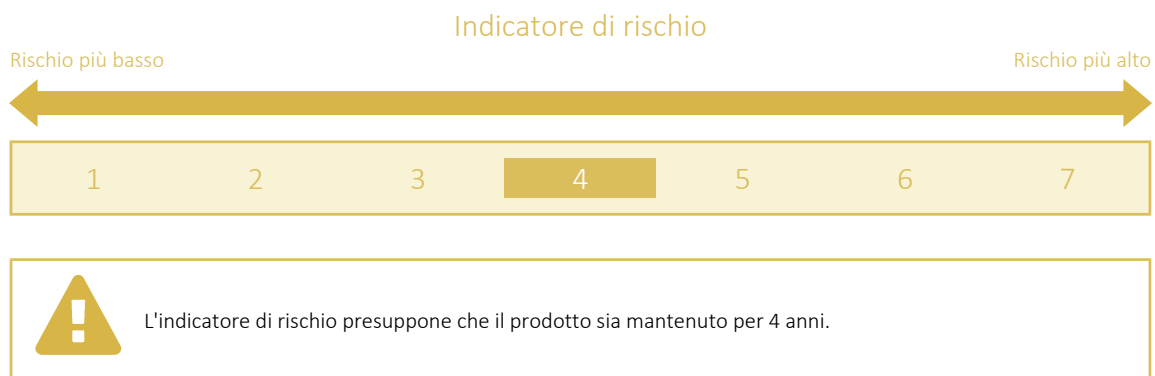 Indicatore di rischio
Rischio più basso Rischio più alto
1 2 3 4 5 6 7
L'indicatore di rischio presuppone che il prodotto sia mantenuto per 4 anni.